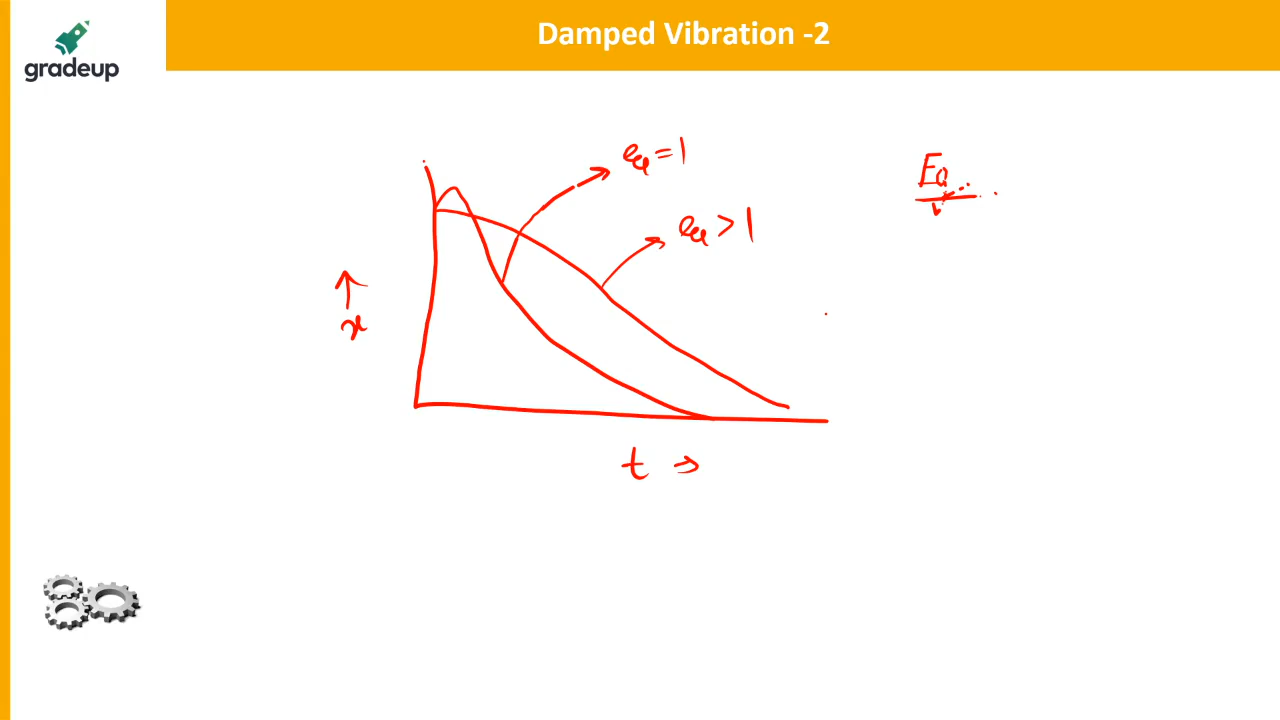 Damped Vibration -2
gradeup
= 1
> 1
x
t →